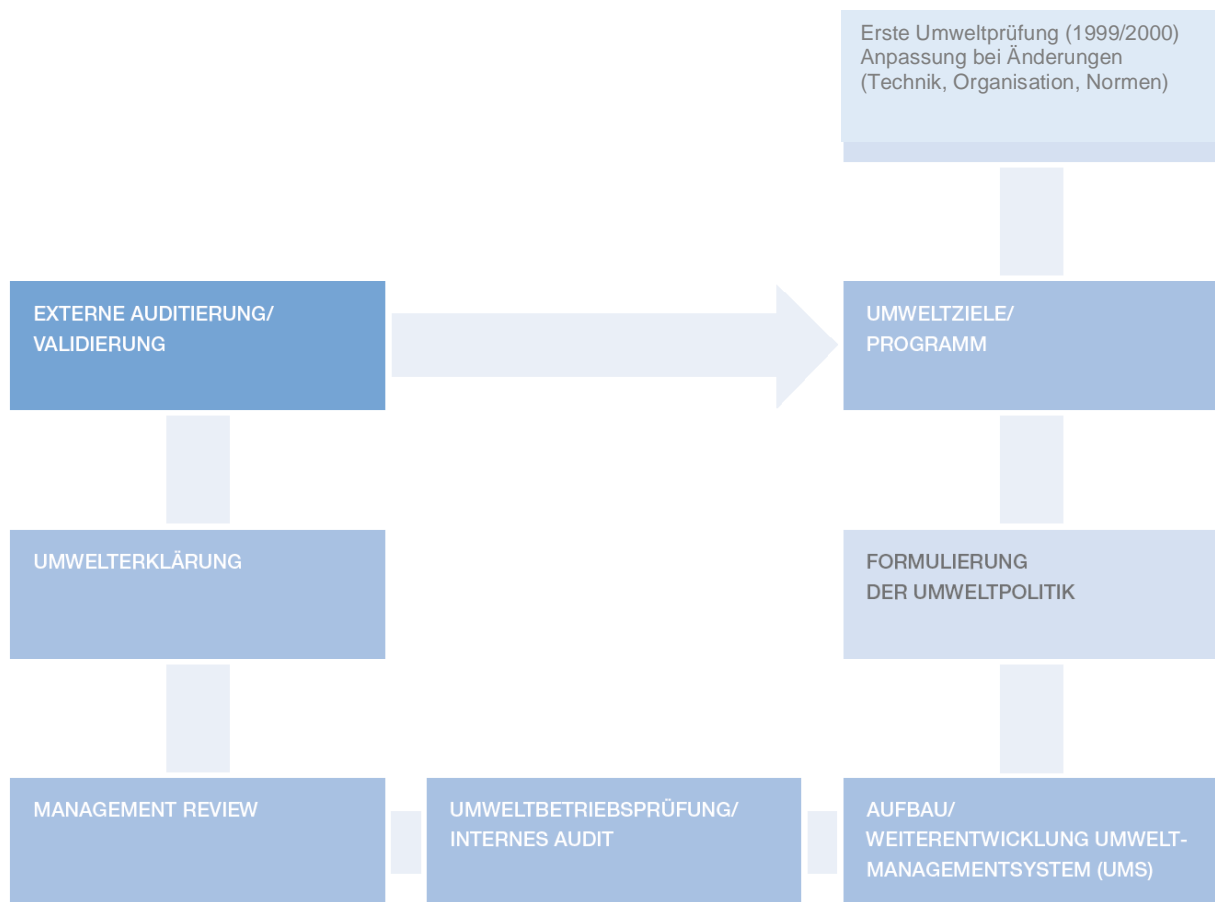 Erste Umweltprüfung (1999/2000)
Anpassung bei Änderungen
(Technik, Organisation, Normen)
EXTERNE AUDITIERUNG/
VALIDIERUNG
UMWELTZIELE/
PROGRAMM
UMWELTERKLÄRUNG
FORMULIERUNG
DER UMWELTPOLITIK
MANAGEMENT REVIEW
UMWELTBETRIEBSPRÜFUNG/
INTERNES AUDIT
AUFBAU/
WEITERENTWICKLUNG UMWELT-
MANAGEMENTSYSTEM (UMS)